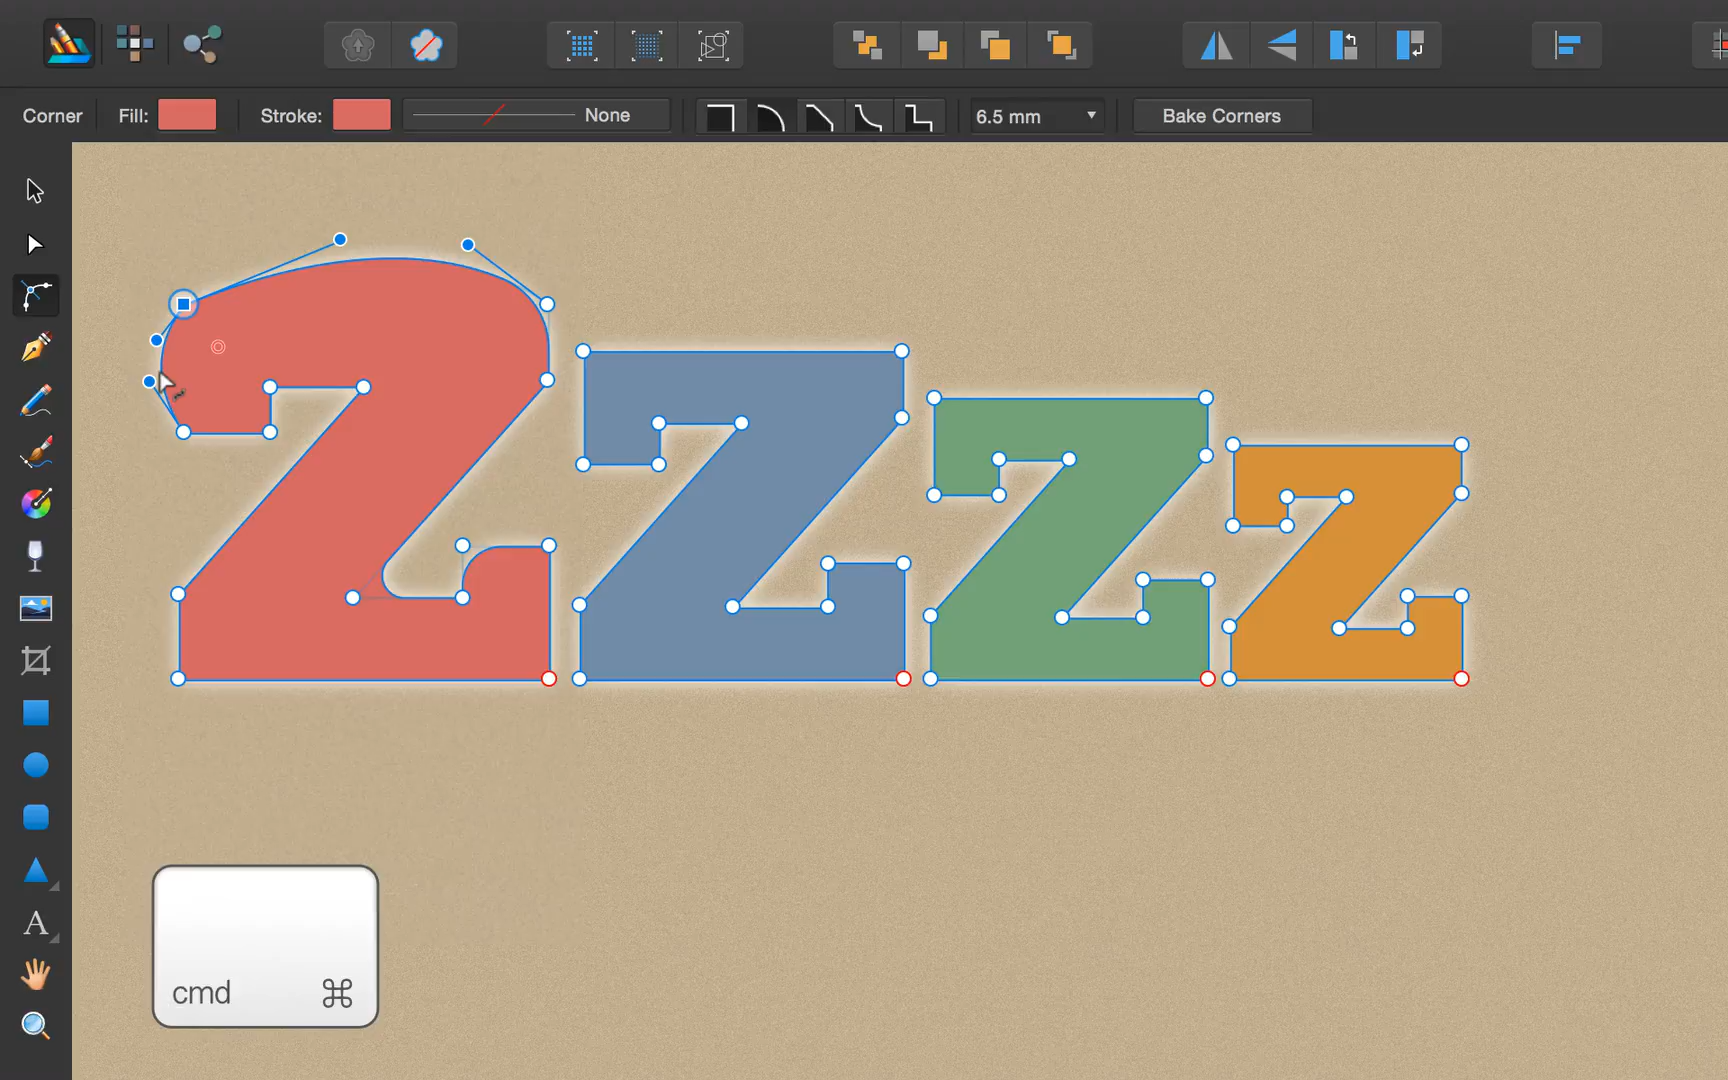 Corner Fill: Stroke: None 6.5 mm Bake Corners
Z z z z
A
cmd ⌘